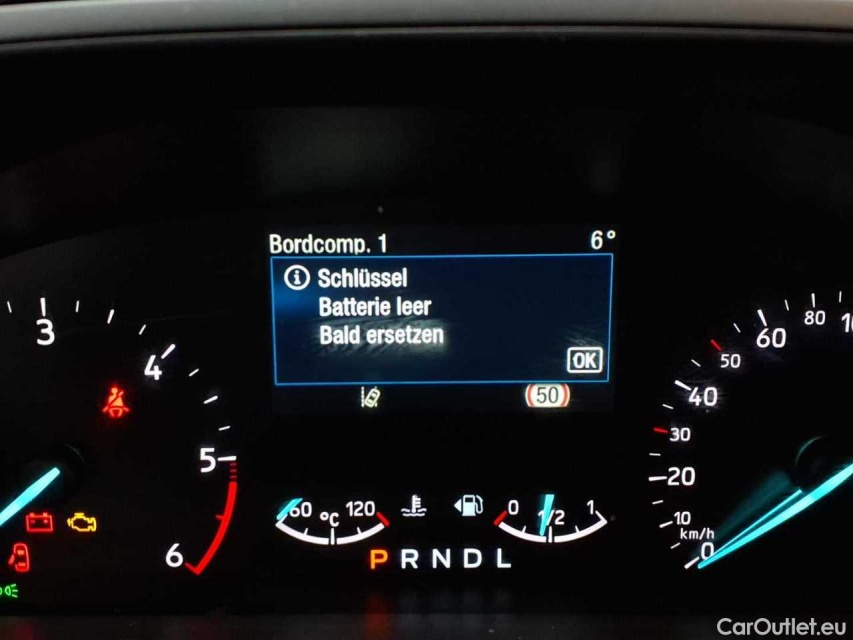 Bordcomp. 1 6°
Schlüssel
Batterie leer
Bald ersetzen
OK
50
3
4
5
6
60 °C 120
0 1/2 1
P R N D L
80
60
50
40
30
20
10
km/h
0
CarOutlet.eu